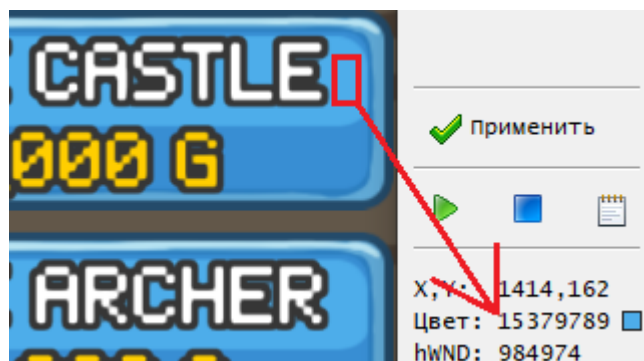 CASTLE
000 G
ARCHER
Применить
X,Y: 1414,162
Цвет: 15379789
hWND: 984974